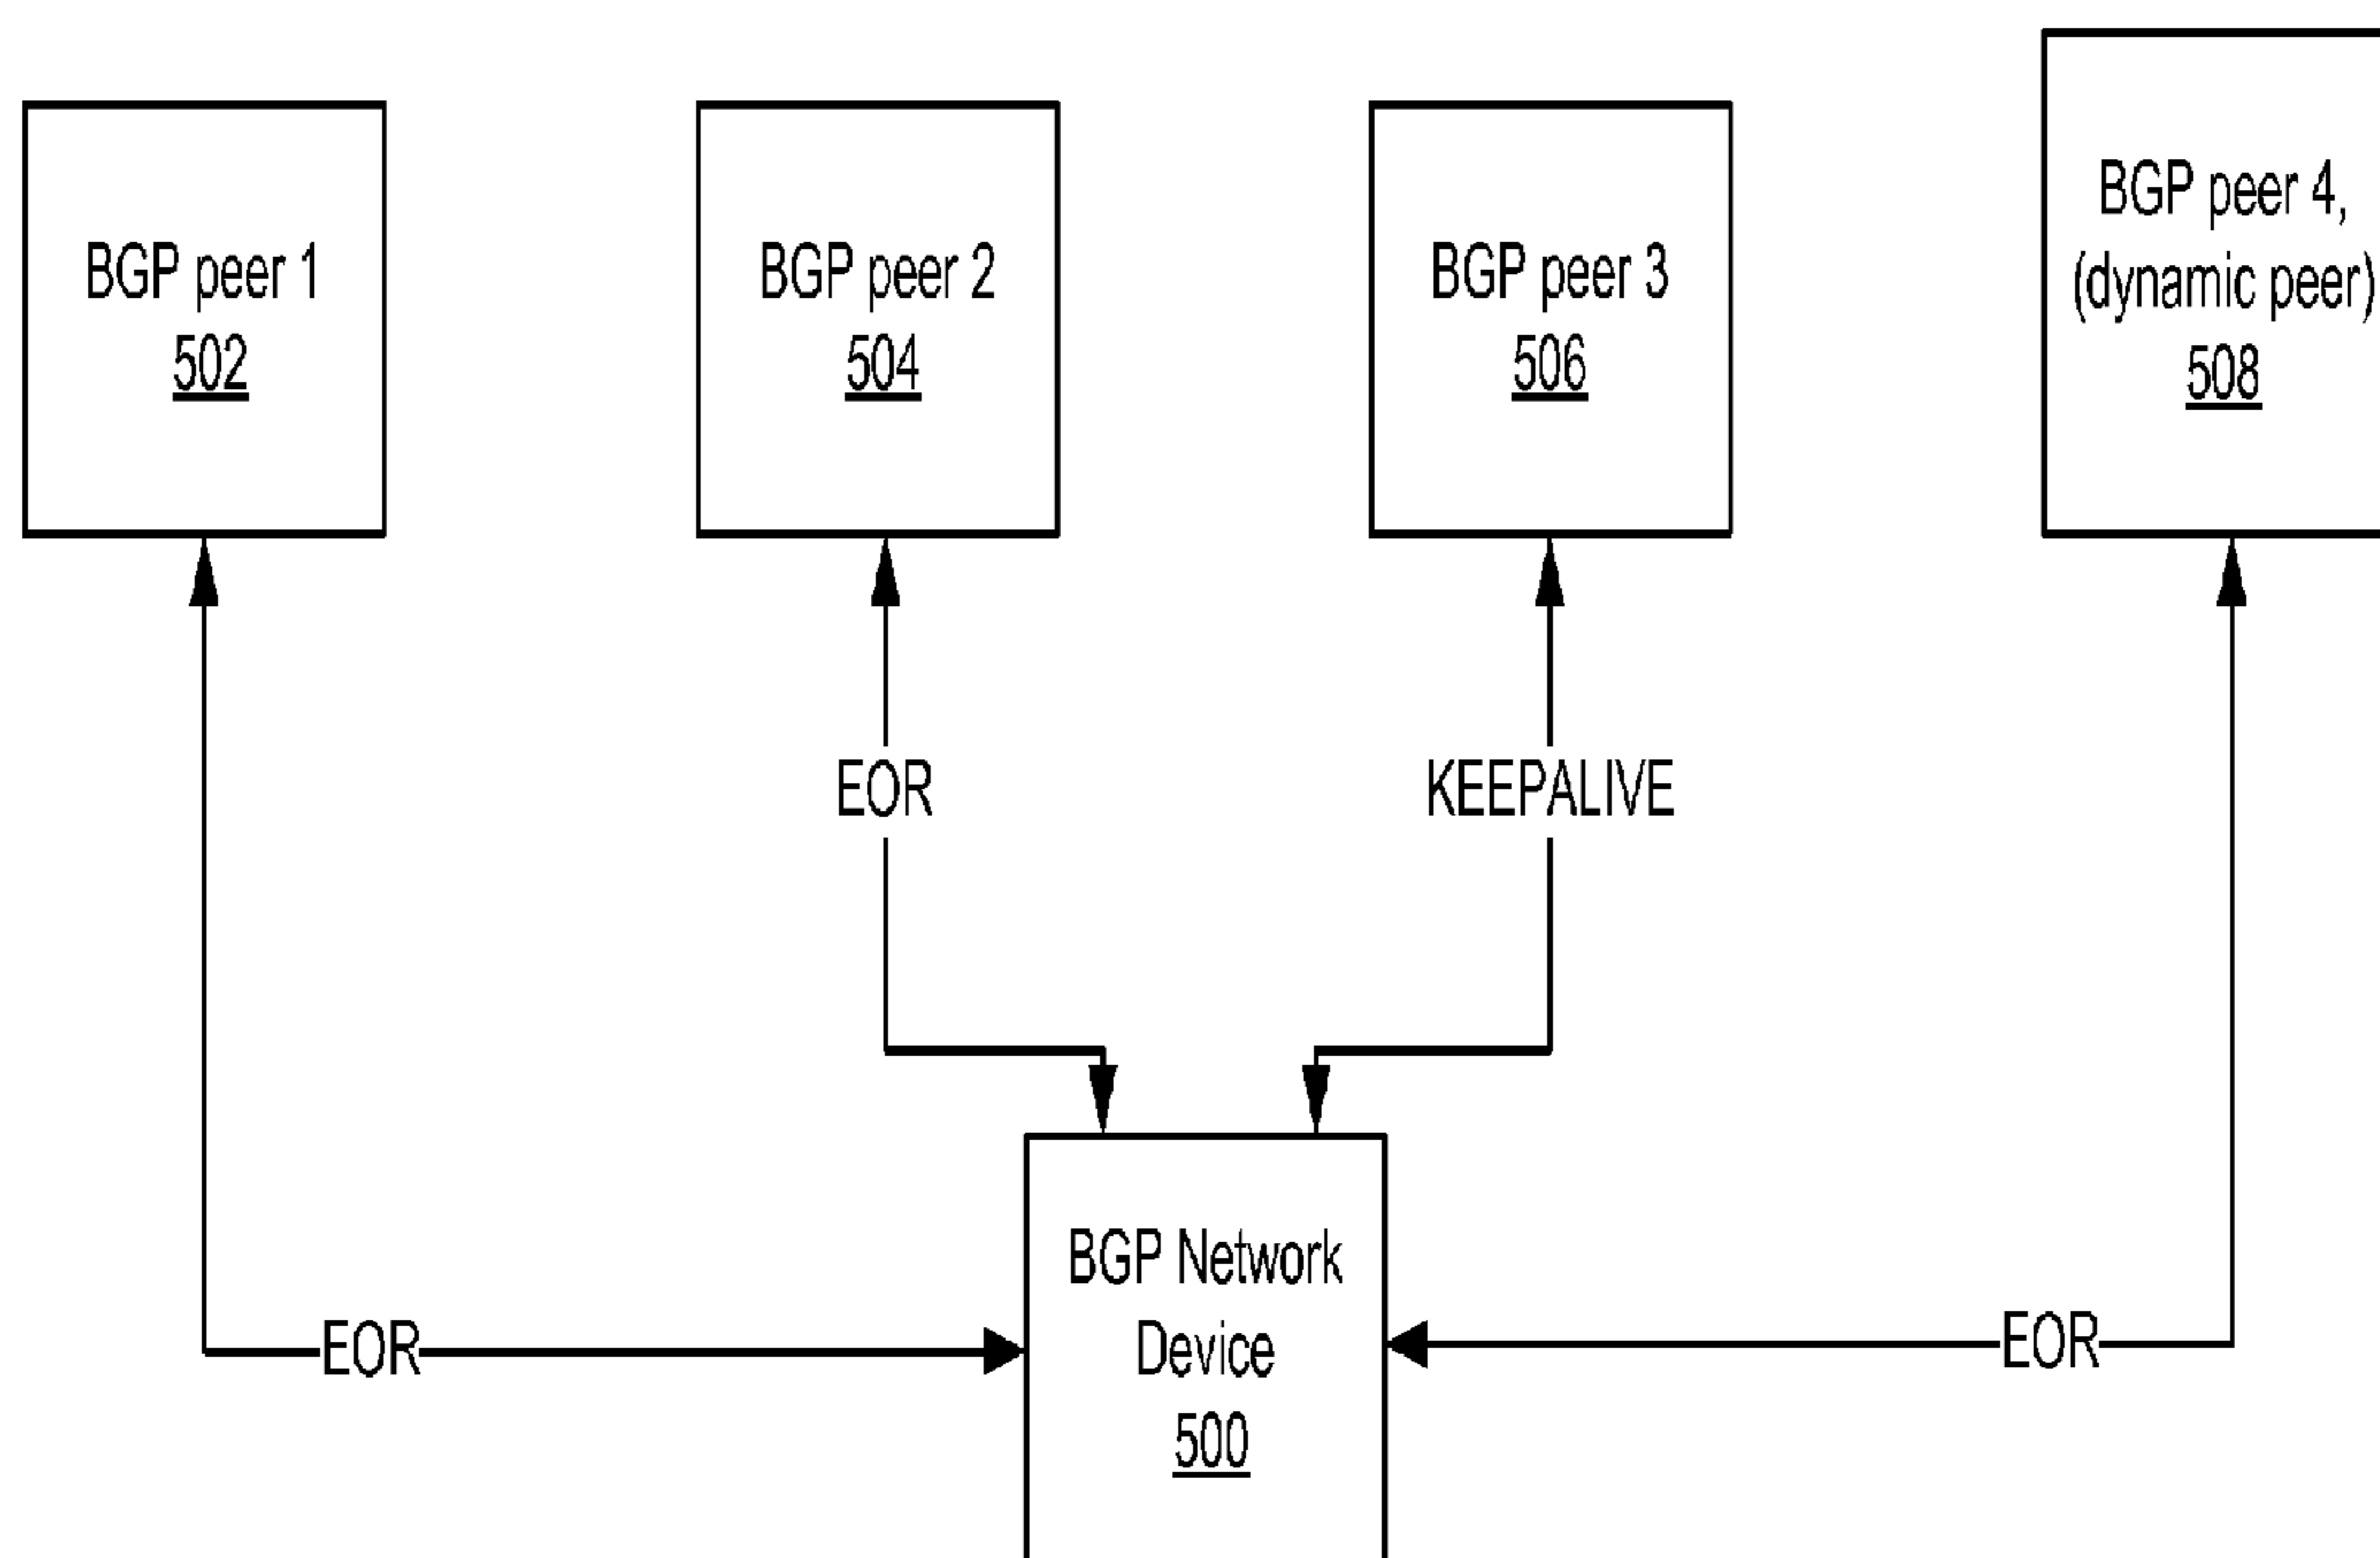 BGP peer 1
502
BGP peer 2
504
BGP peer 3
506
BGP peer 4,
(dynamic peer)
508
EOR
KEEPALIVE
EOR
EOR
BGP Network
Device
500